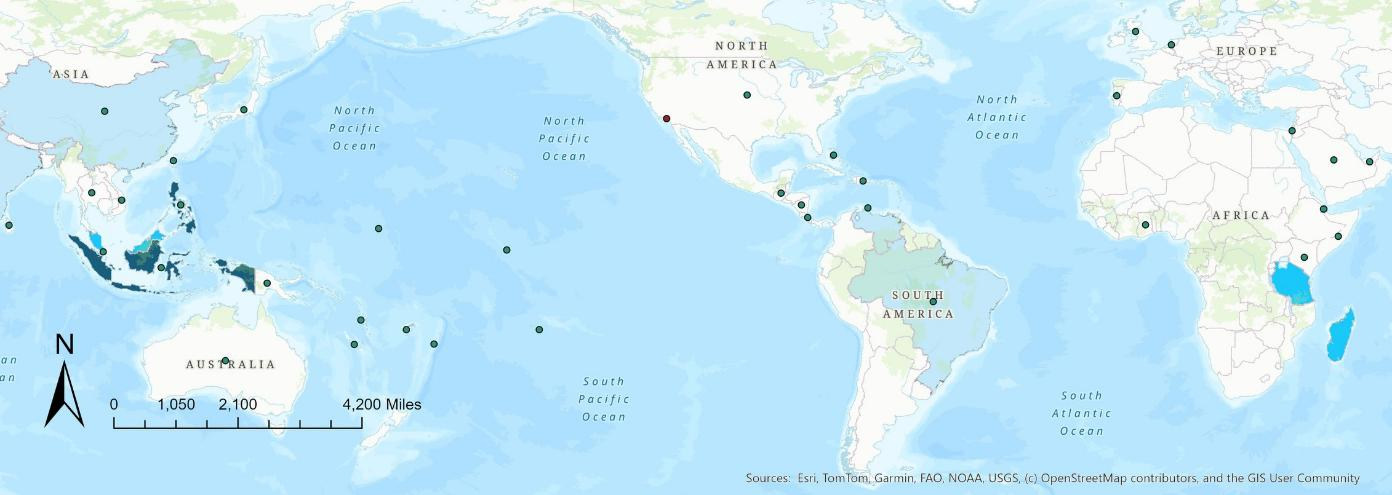 ASIA
NORTH
AMERICA
EUROPE
North
Pacific
Ocean
North
Pacific
Ocean
North
Atlantic
Ocean
AFRICA
SOUTH
AMERICA
N
AUSTRALIA
an
an
South
Pacific
Ocean
South
Atlantic
Ocean
0 1,050 2,100 4,200 Miles
Sources: Esri, TomTom, Garmin, FAO, NOAA, USGS, (c) OpenStreetMap contributors, and the GIS User Community